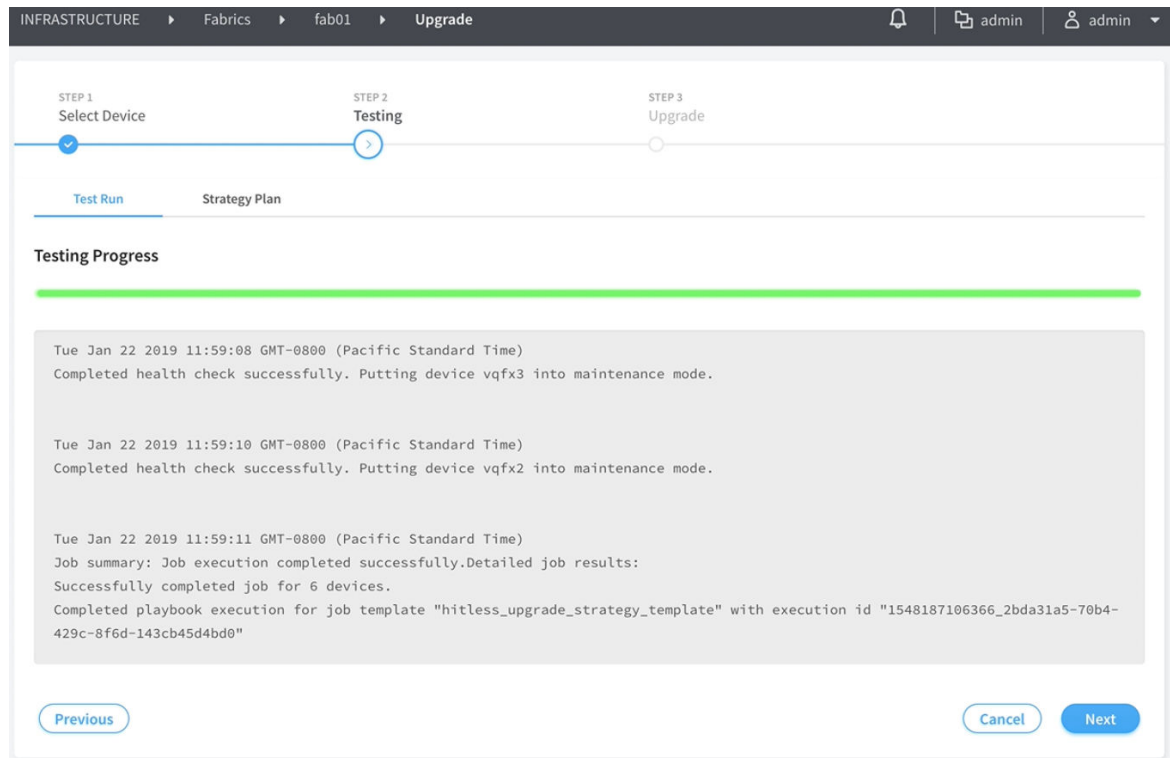 INFRASTRUCTURE Fabrics fab01 Upgrade admin admin
STEP 1 STEP 2 STEP 3
Select Device Testing Upgrade
Test Run Strategy Plan
Testing Progress
Tue Jan 22 2019 11:59:08 GMT-0800 (Pacific Standard Time)
Completed health check successfully. Putting device vqfx3 into maintenance mode.
Tue Jan 22 2019 11:59:10 GMT-0800 (Pacific Standard Time)
Completed health check successfully. Putting device vqfx2 into maintenance mode.
Tue Jan 22 2019 11:59:11 GMT-0800 (Pacific Standard Time)
Job summary: Job execution completed successfully.Detailed job results:
Successfully completed job for 6 devices.
Completed playbook execution for job template "hitless_upgrade_strategy_template" with execution id "1548187106366_2bda31a5-70b4-
429c-8f6d-143cb45d4bd0"
Previous Cancel Next